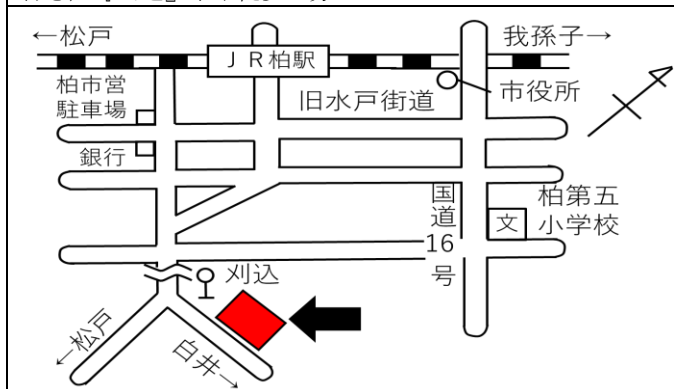 ←松戸
ＪＲ柏駅
我孫子→
柏市営
駐車場
旧水戸街道
市役所
銀行
国道16号
文
柏第五
小学校
刈込
←松戸
白井→